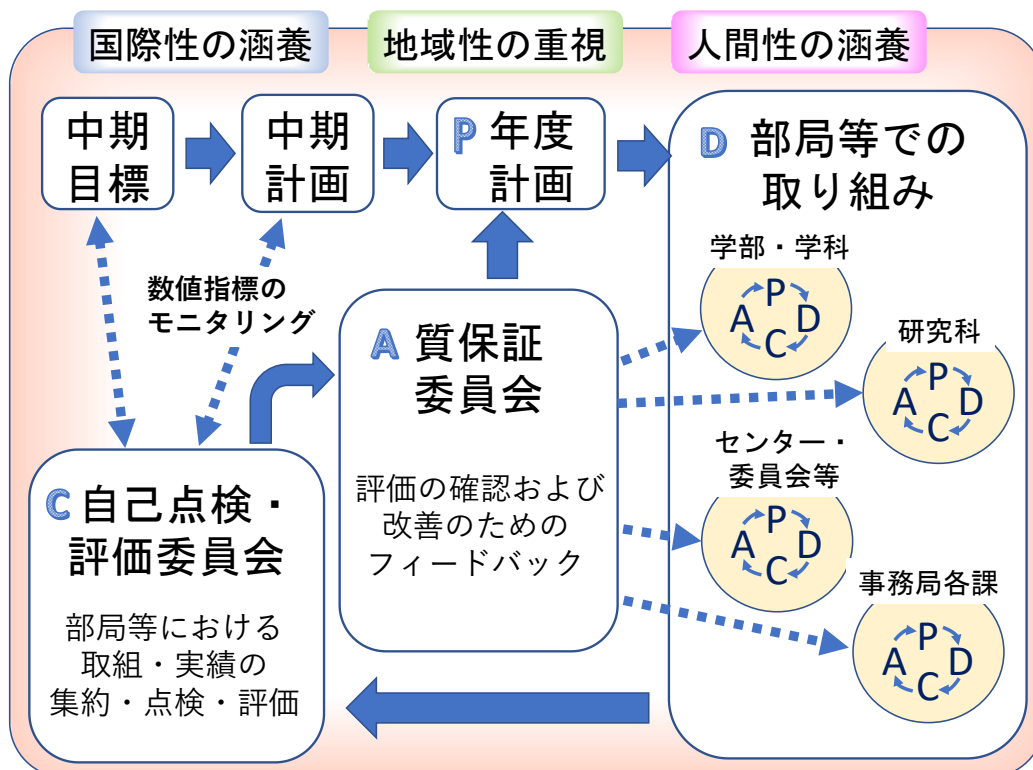 国際性の涵養
地域性の重視
人間性の涵養
中期
目標
中期
計画
P 年度
計画
D 部局等での
取り組み
数値指標の
モニタリング
A 質保証
委員会
評価の確認および
改善のための
フィードバック
C 自己点検・
評価委員会
部局等における
取組・実績の
集約・点検・評価
学部・学科
P
A D
C
研究科
P
A D
C
センター・
委員会等
P
A D
C
事務局各課
P
A D
C